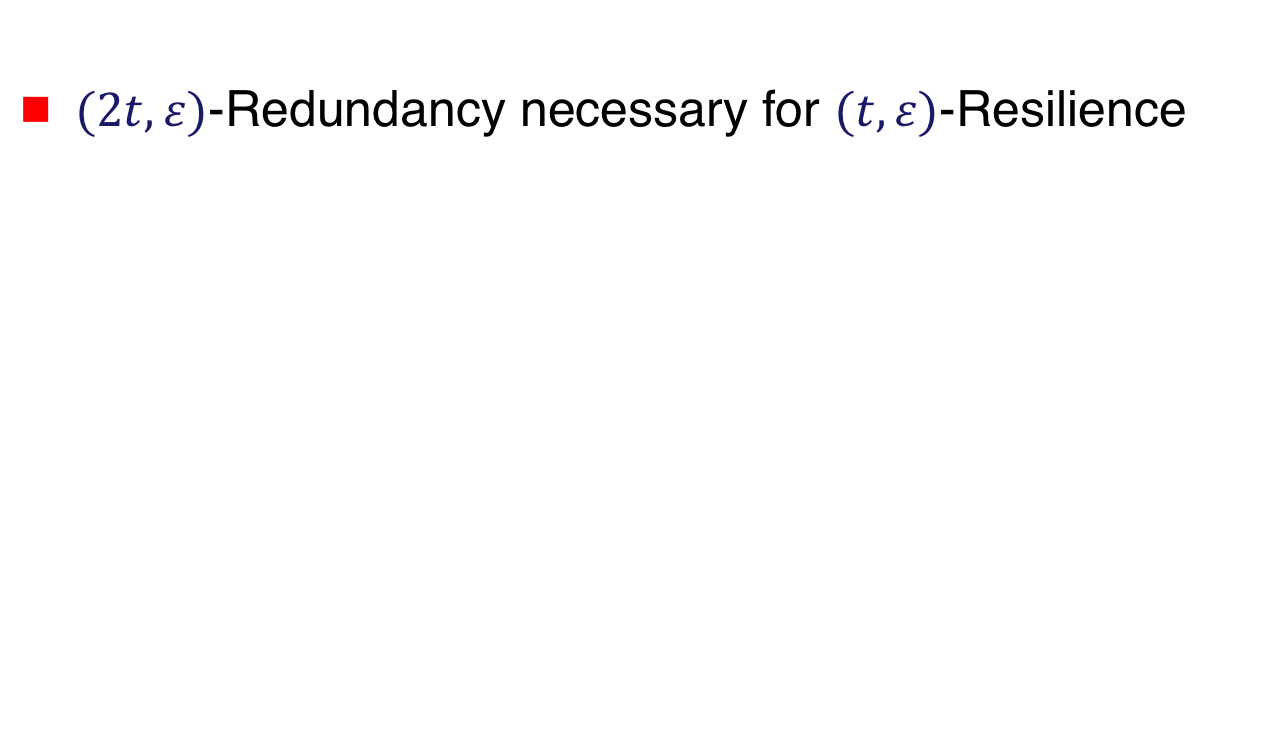 (2t, ε)-Redundancy necessary for (t, ε)-Resilience